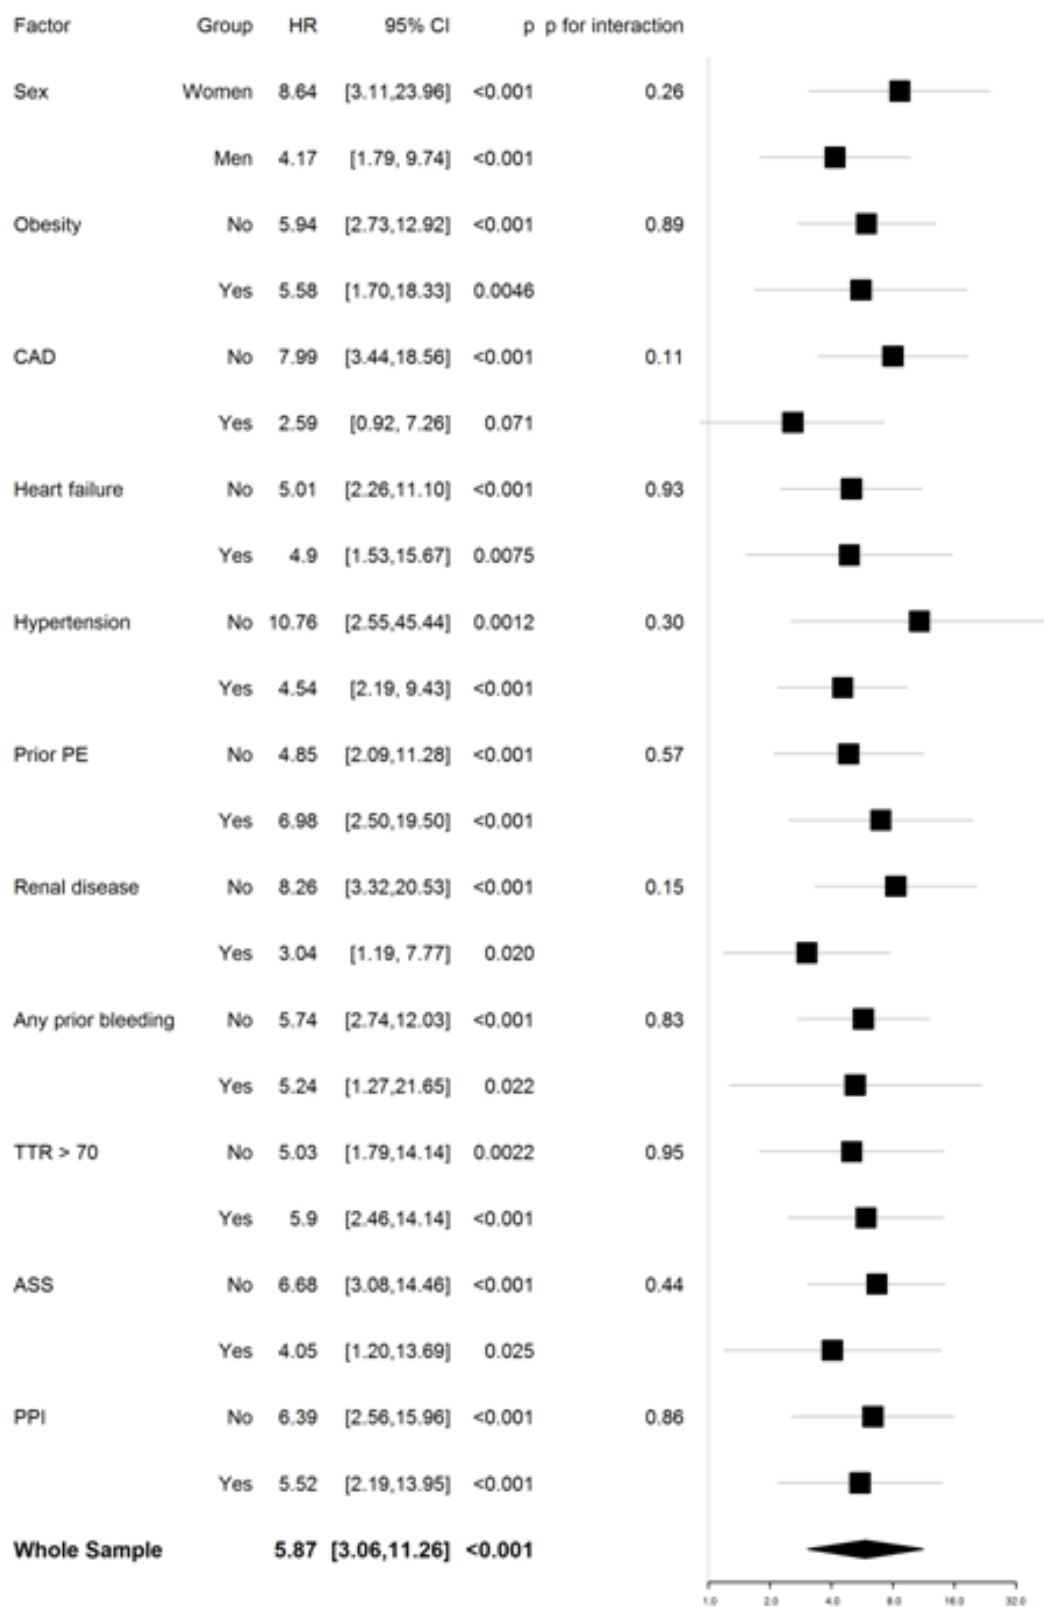 Factor Group HR 95% CI p p for interaction
Sex Women 8.64 [3.11,23.96] <0.001 0.26
Men 4.17 [1.79, 9.74] <0.001
Obesity No 5.94 [2.73,12.92] <0.001 0.89
Yes 5.58 [1.70,18.33] 0.0046
CAD No 7.99 [3.44,18.56] <0.001 0.11
Yes 2.59 [0.92, 7.26] 0.071
Heart failure No 5.01 [2.26,11.10] <0.001 0.93
Yes 4.9 [1.53,15.67] 0.0075
Hypertension No 10.76 [2.55,45.44] 0.0012 0.30
Yes 4.54 [2.19, 9.43] <0.001
Prior PE No 4.85 [2.09,11.28] <0.001 0.57
Yes 6.98 [2.50,19.50] <0.001
Renal disease No 8.26 [3.32,20.53] <0.001 0.15
Yes 3.04 [1.19, 7.77] 0.020
Any prior bleeding No 5.74 [2.74,12.03] <0.001 0.83
Yes 5.24 [1.27,21.65] 0.022
TTR > 70 No 5.03 [1.79,14.14] 0.0022 0.95
Yes 5.9 [2.46,14.14] <0.001
ASS No 6.68 [3.08,14.46] <0.001 0.44
Yes 4.05 [1.20,13.69] 0.025
PPI No 6.39 [2.56,15.96] <0.001 0.86
Yes 5.52 [2.19,13.95] <0.001
Whole Sample 5.87 [3.06,11.26] <0.001
1.0 2.0 4.0 8.0 16.0 32.0